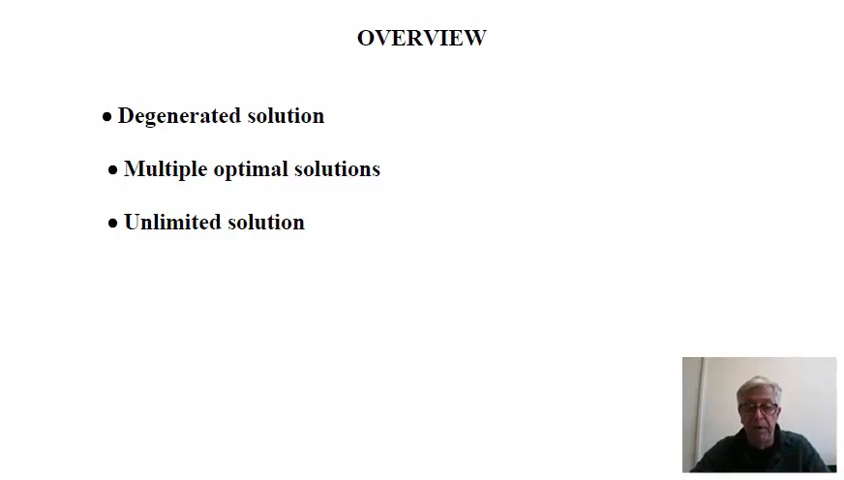 OVERVIEW
• Degenerated solution
• Multiple optimal solutions
• Unlimited solution